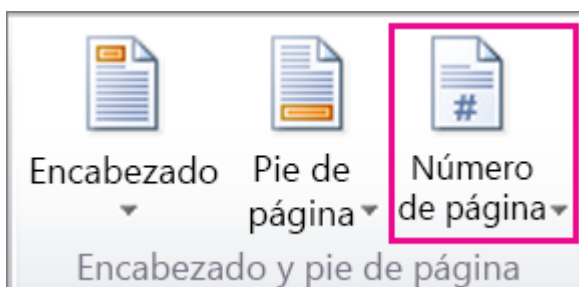 Encabezado
Pie de
página
Número
de página
#
Encabezado y pie de página